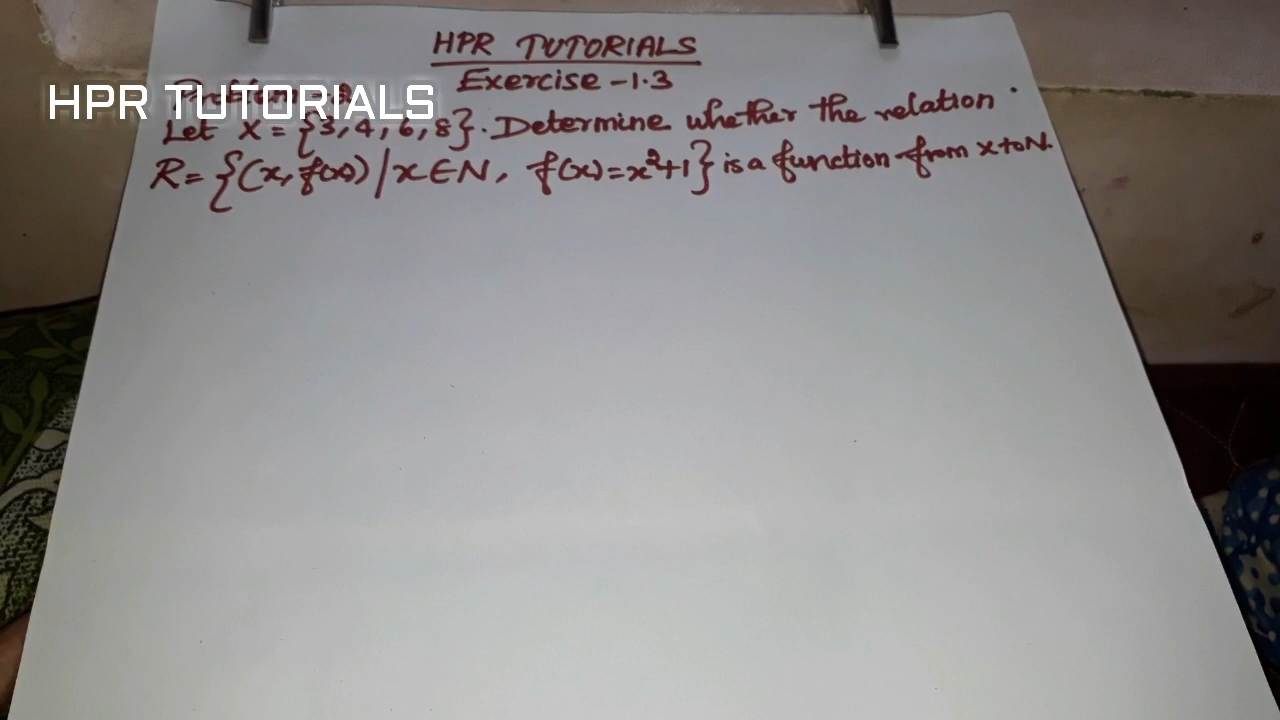 HPR TUTORIALS
Exercise - 1.3
HPR TUTORIALS
Problem
Let X = {3, 4, 6, 8}. Determine whether the relation
R = {(x, f(x)) | x ∈ N, f(x) = x²+1} is a function from X to N.